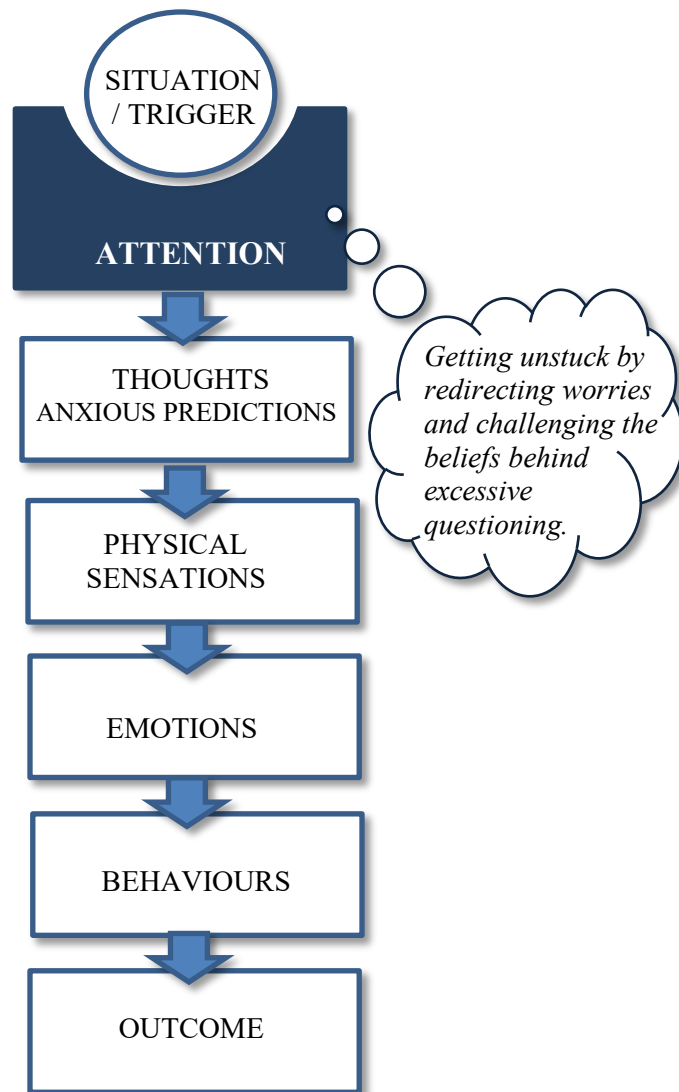 SITUATION
/ TRIGGER
ATTENTION
THOUGHTS
ANXIOUS PREDICTIONS
Getting unstuck by
redirecting worries
and challenging the
beliefs behind
excessive
questioning.
PHYSICAL
SENSATIONS
EMOTIONS
BEHAVIOURS
OUTCOME